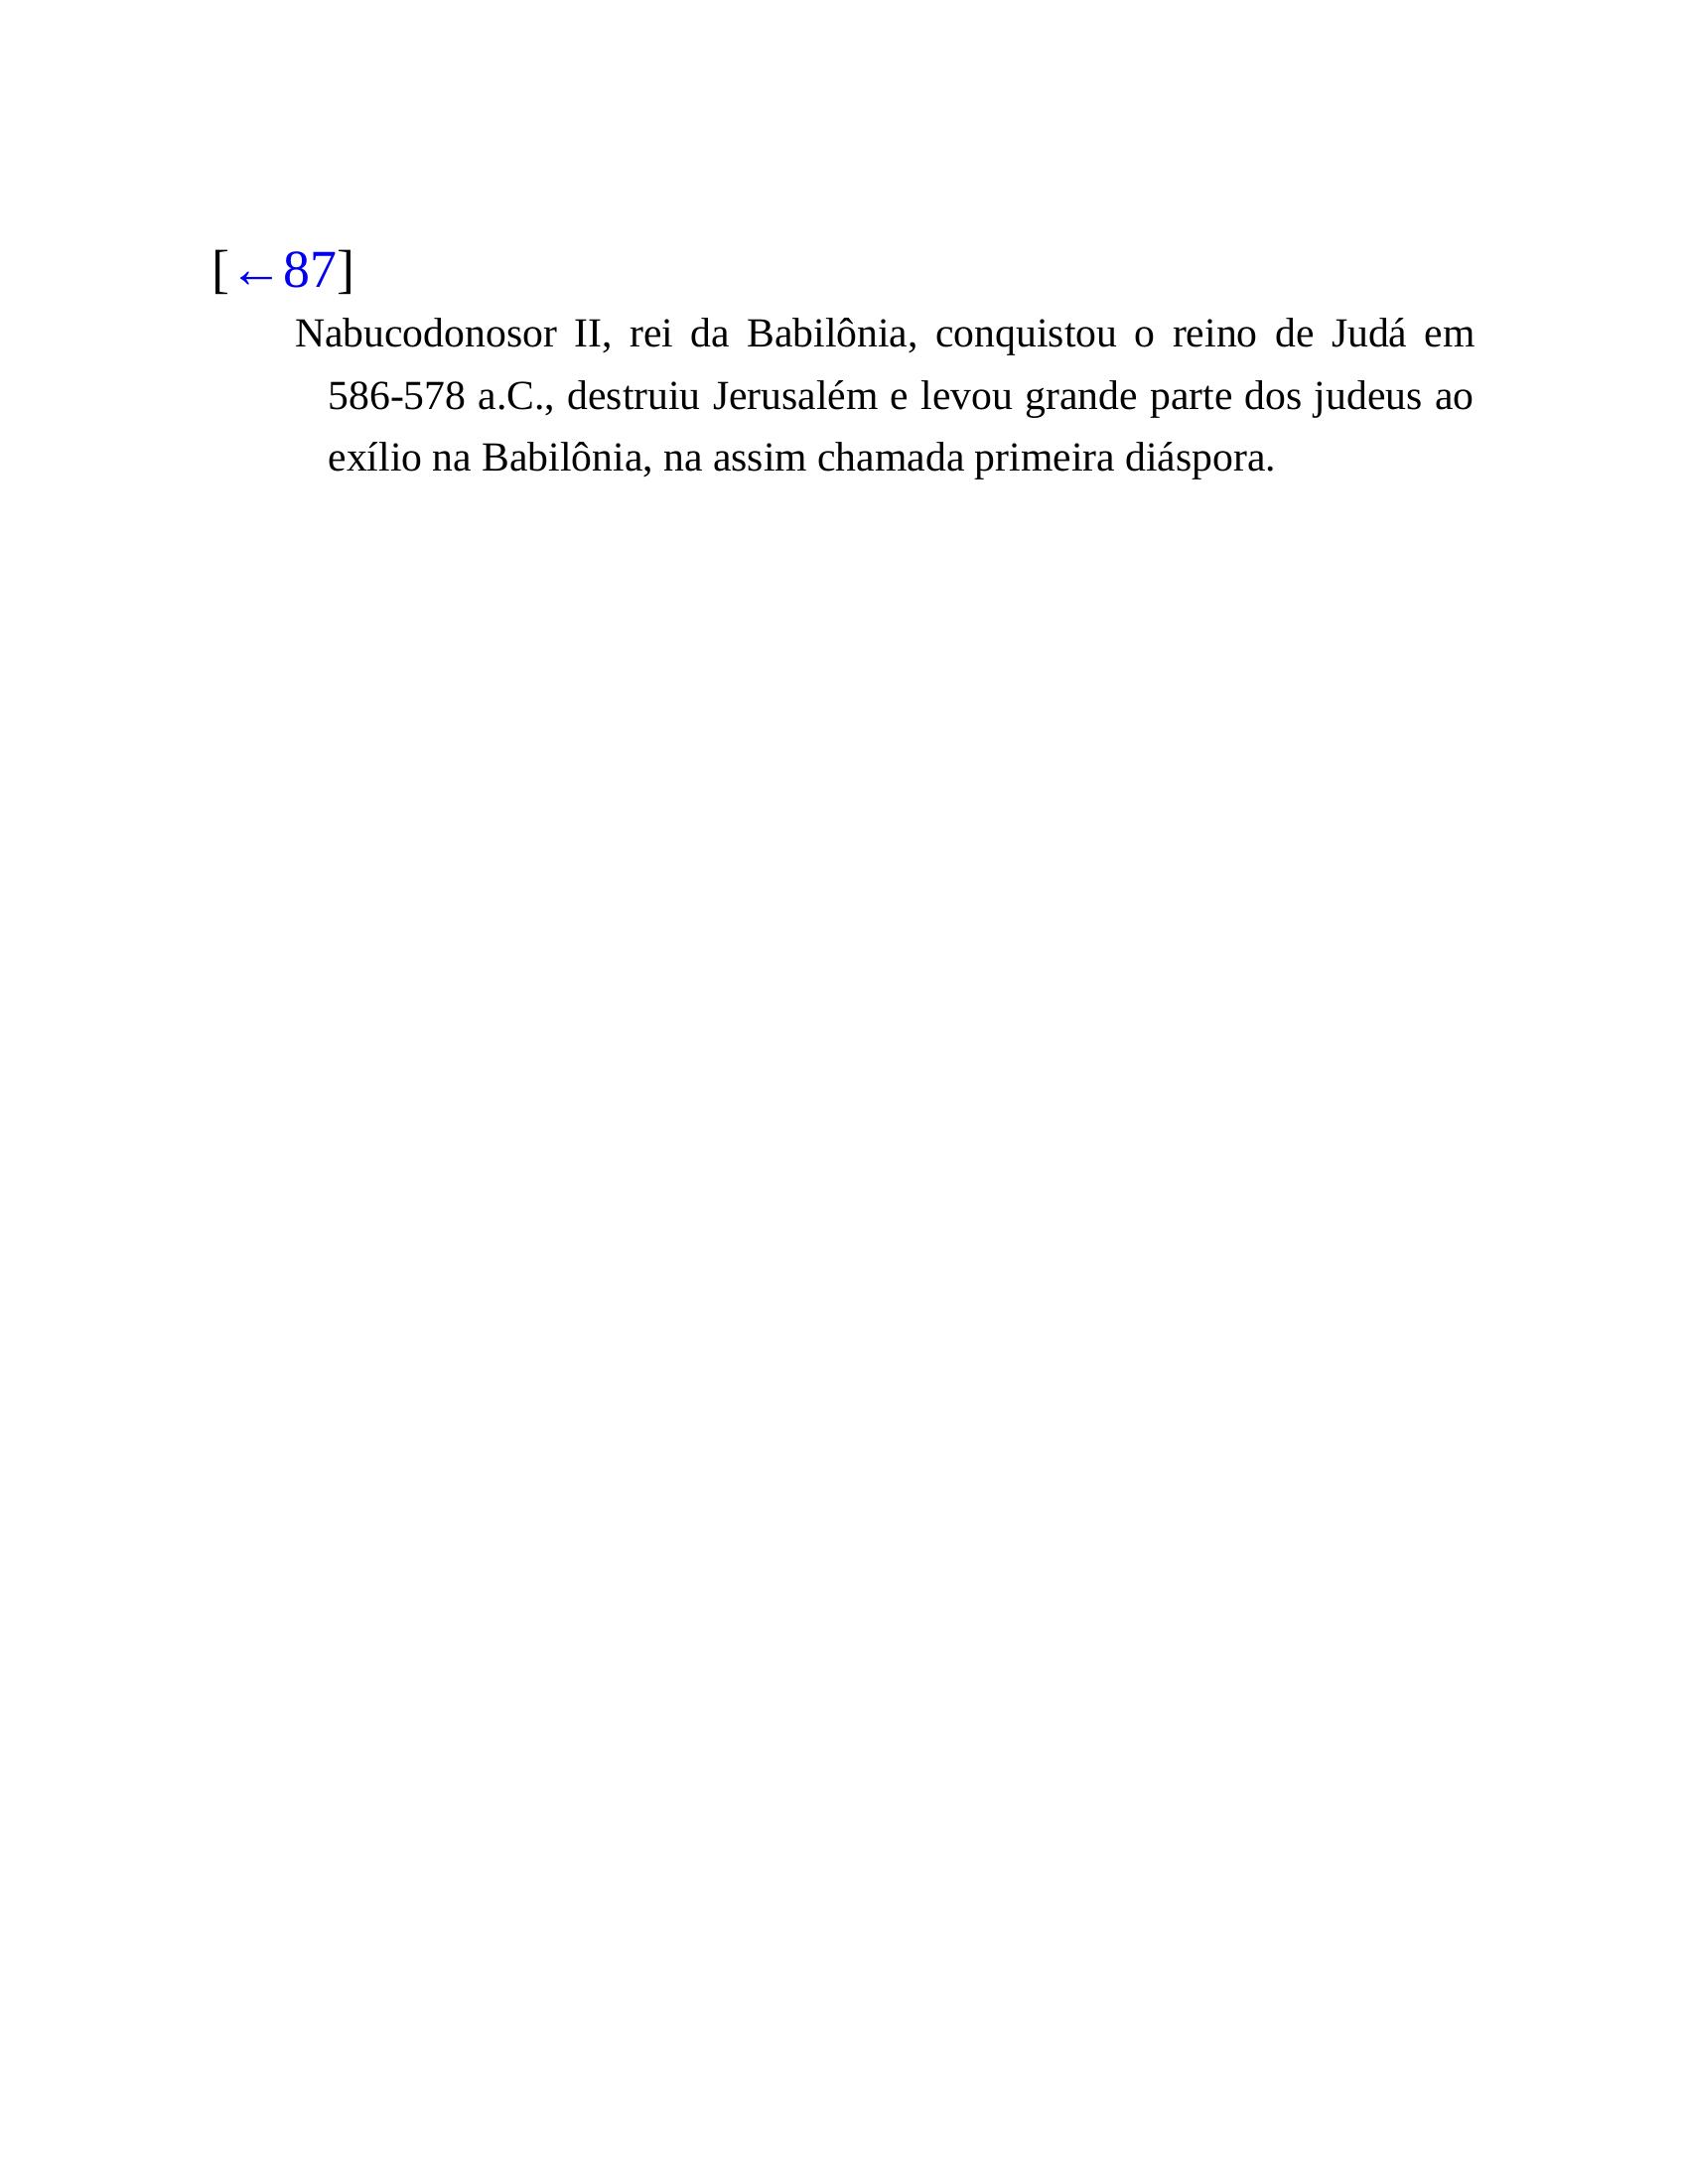 [←87]
Nabucodonosor II, rei da Babilônia, conquistou o reino de Judá em
586-578 a.C., destruiu Jerusalém e levou grande parte dos judeus ao
exílio na Babilônia, na assim chamada primeira diáspora.